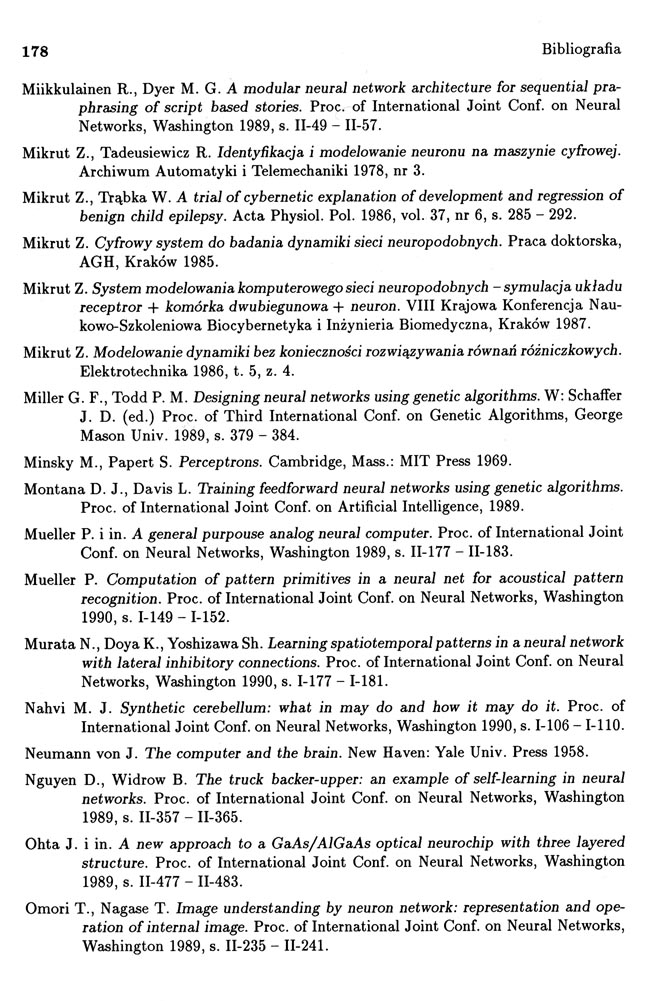 178 Bibliografia
Miikkulainen R., Dyer M. G. A modular neural network architecture for sequential pra-
phrasing of script based stories. Proc. of International Joint Conf. on Neural
Networks, Washington 1989, s. II-49 – II-57.
Mikrut Z., Tadeusiewicz R. Identyfikacja i modelowanie neuronu na maszynie cyfrowej.
Archiwum Automatyki i Telemechaniki 1978, nr 3.
Mikrut Z., Trąbka W. A trial of cybernetic explanation of development and regression of
benign child epilepsy. Acta Physiol. Pol. 1986, vol. 37, nr 6, s. 285 – 292.
Mikrut Z. Cyfrowy system do badania dynamiki sieci neuropodobnych. Praca doktorska,
AGH, Kraków 1985.
Mikrut Z. System modelowania komputerowego sieci neuropodobnych – symulacja układu
receptror + komórka dwubiegunowa + neuron. VIII Krajowa Konferencja Nau-
kowo-Szkoleniowa Biocybernetyka i Inżynieria Biomedyczna, Kraków 1987.
Mikrut Z. Modelowanie dynamiki bez konieczności rozwiązywania równań różniczkowych.
Elektrotechnika 1986, t. 5, z. 4.
Miller G. F., Todd P. M. Designing neural networks using genetic algorithms. W: Schaffer
J. D. (ed.) Proc. of Third International Conf. on Genetic Algorithms, George
Mason Univ. 1989, s. 379 – 384.
Minsky M., Papert S. Perceptrons. Cambridge, Mass.: MIT Press 1969.
Montana D. J., Davis L. Training feedforward neural networks using genetic algorithms.
Proc. of International Joint Conf. on Artificial Intelligence, 1989.
Mueller P. i in. A general purpouse analog neural computer. Proc. of International Joint
Conf. on Neural Networks, Washington 1989, s. II-177 – II-183.
Mueller P. Computation of pattern primitives in a neural net for acoustical pattern
recognition. Proc. of International Joint Conf. on Neural Networks, Washington
1990, s. I-149 – I-152.
Murata N., Doya K., Yoshizawa Sh. Learning spatiotemporal patterns in a neural network
with lateral inhibitory connections. Proc. of International Joint Conf. on Neural
Networks, Washington 1990, s. I-177 – I-181.
Nahvi M. J. Synthetic cerebellum: what in may do and how it may do it. Proc. of
International Joint Conf. on Neural Networks, Washington 1990, s. I-106 – I-110.
Neumann von J. The computer and the brain. New Haven: Yale Univ. Press 1958.
Nguyen D., Widrow B. The truck backer-upper: an example of self-learning in neural
networks. Proc. of International Joint Conf. on Neural Networks, Washington
1989, s. II-357 – II-365.
Ohta J. i in. A new approach to a GaAs/AlGaAs optical neurochip with three layered
structure. Proc. of International Joint Conf. on Neural Networks, Washington
1989, s. II-477 – II-483.
Omori T., Nagase T. Image understanding by neuron network: representation and ope-
ration of internal image. Proc. of International Joint Conf. on Neural Networks,
Washington 1989, s. II-235 – II-241.